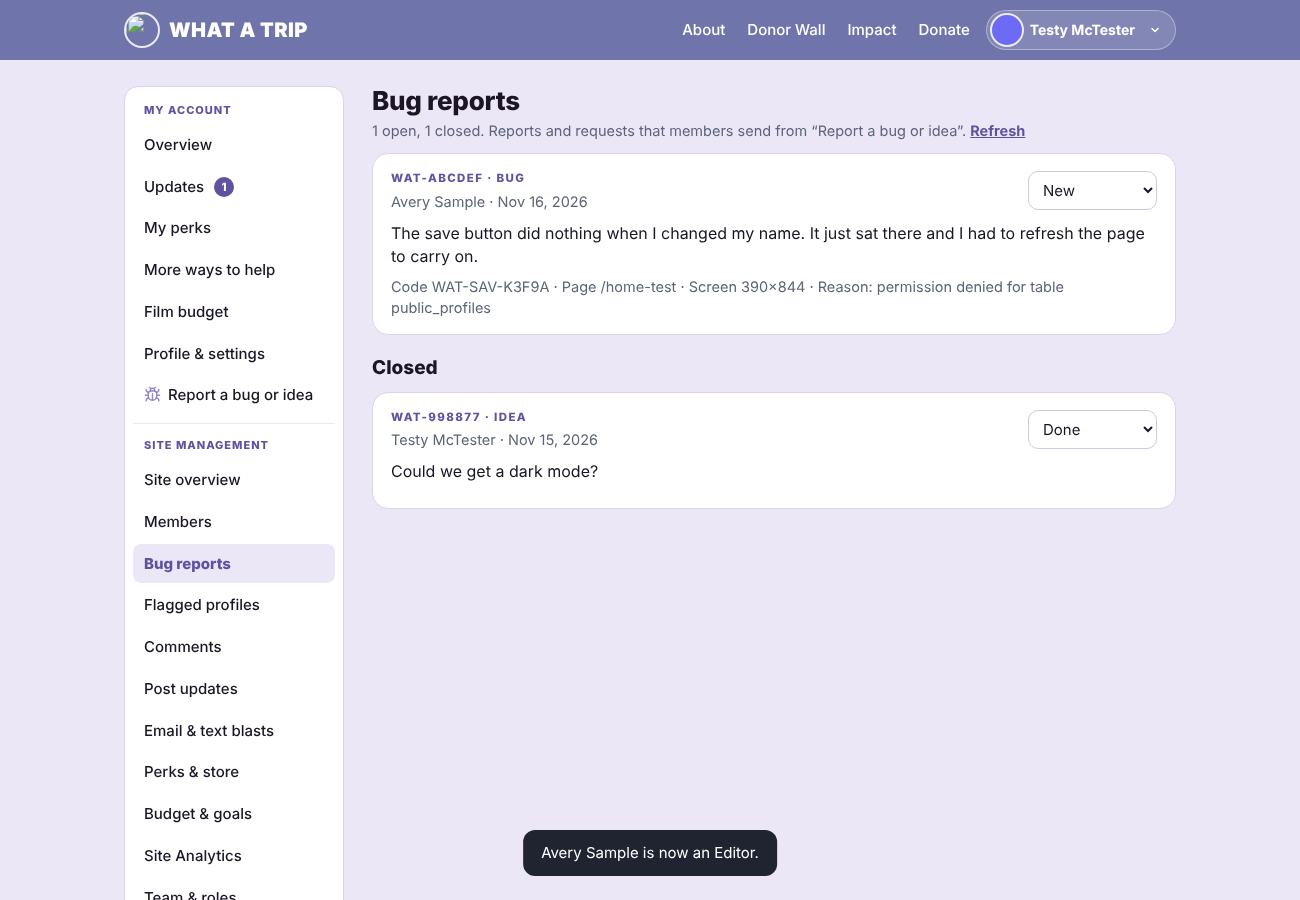 WHAT A TRIP
About
Donor Wall
Impact
Donate
Testy McTester
MY ACCOUNT
Overview
Updates 1
My perks
More ways to help
Film budget
Profile & settings
Report a bug or idea
SITE MANAGEMENT
Site overview
Members
Bug reports
Flagged profiles
Comments
Post updates
Email & text blasts
Perks & store
Budget & goals
Site Analytics
Team & roles
Bug reports
1 open, 1 closed. Reports and requests that members send from “Report a bug or idea”. Refresh
WAT-ABCDEF · BUG
Avery Sample · Nov 16, 2026
New
The save button did nothing when I changed my name. It just sat there and I had to refresh the page
to carry on.
Code WAT-SAV-K3F9A · Page /home-test · Screen 390×844 · Reason: permission denied for table
public_profiles
Closed
WAT-998877 · IDEA
Testy McTester · Nov 15, 2026
Done
Could we get a dark mode?
Avery Sample is now an Editor.